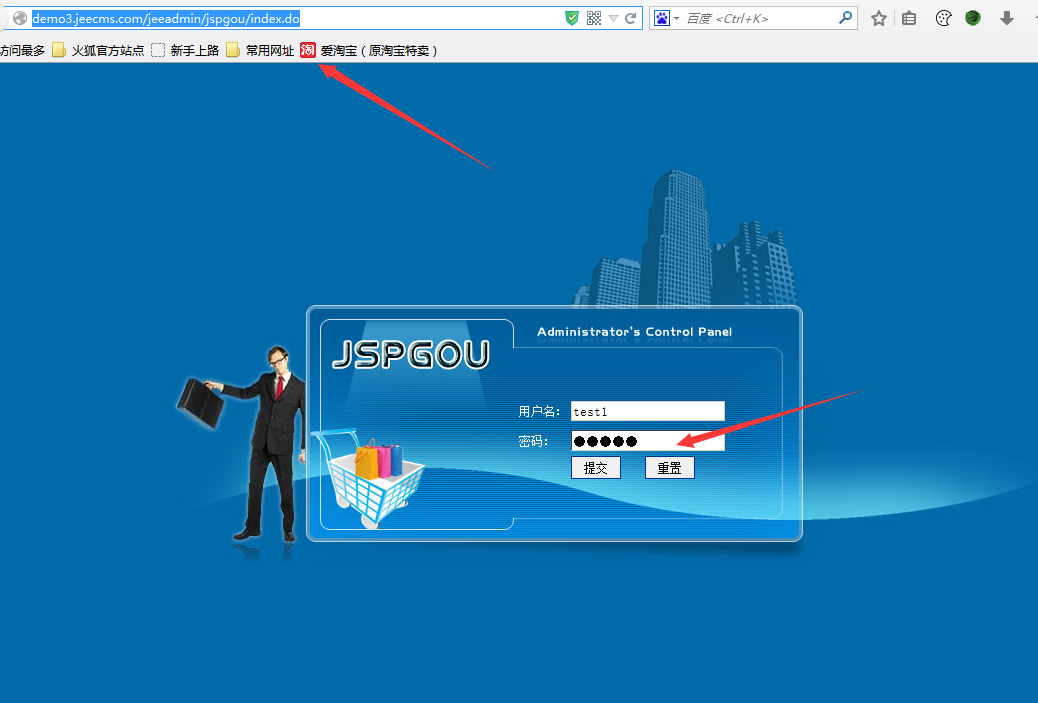 demo3.jeecms.com/jeeadmin/jspgou/index.do
百度 <Ctrl+K>
访问最多 火狐官方站点 新手上路 常用网址 淘 爱淘宝（原淘宝特卖）
Administrator's Control Panel
JSPGOU
用户名: test1
密码: ●●●●●
提交 重置